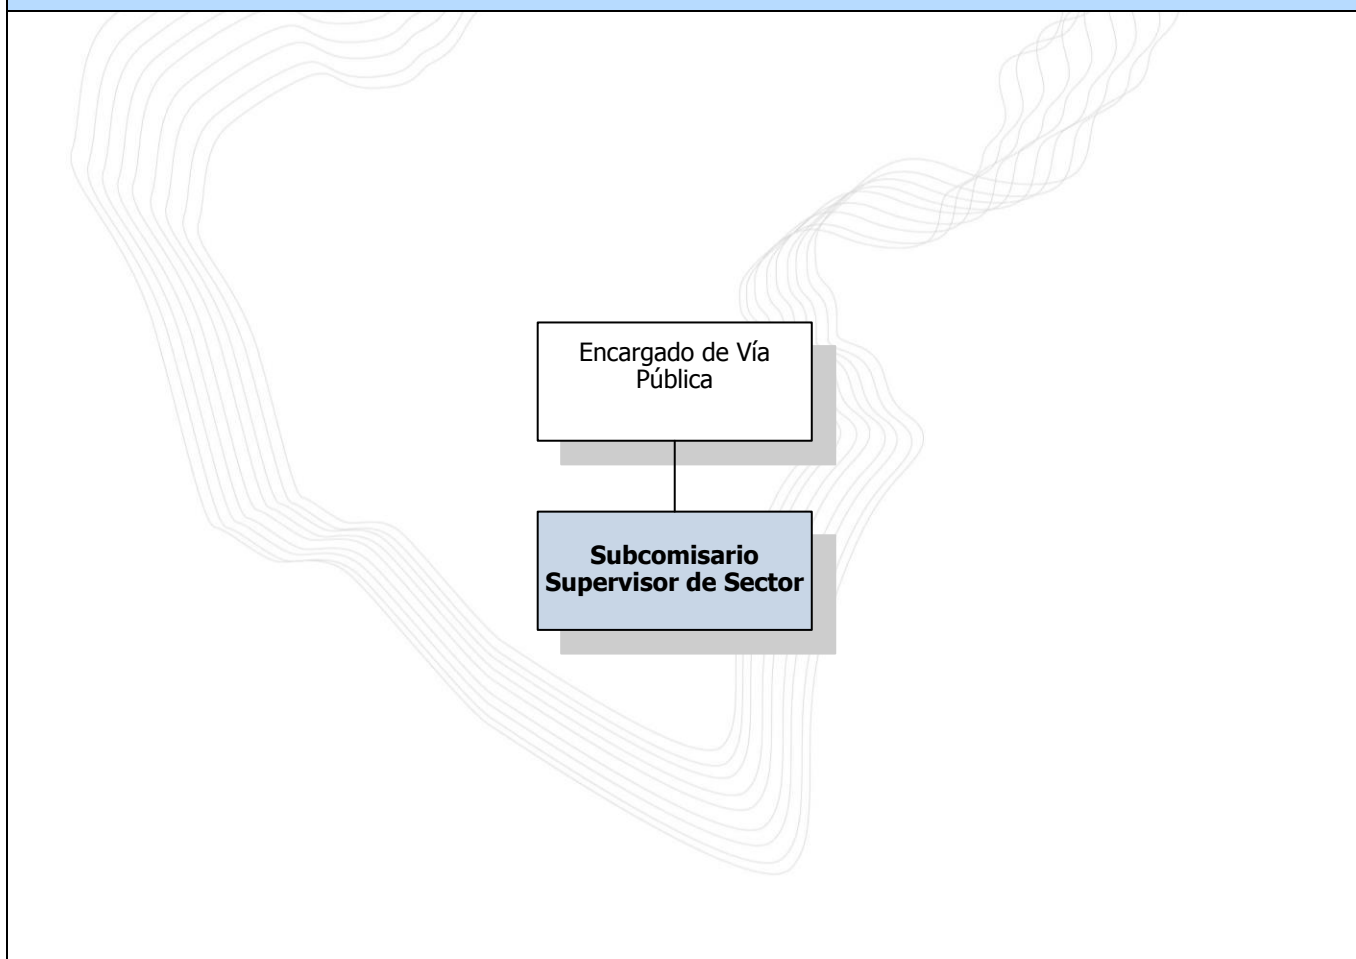 Encargado de Vía
Pública
Subcomisario
Supervisor de Sector